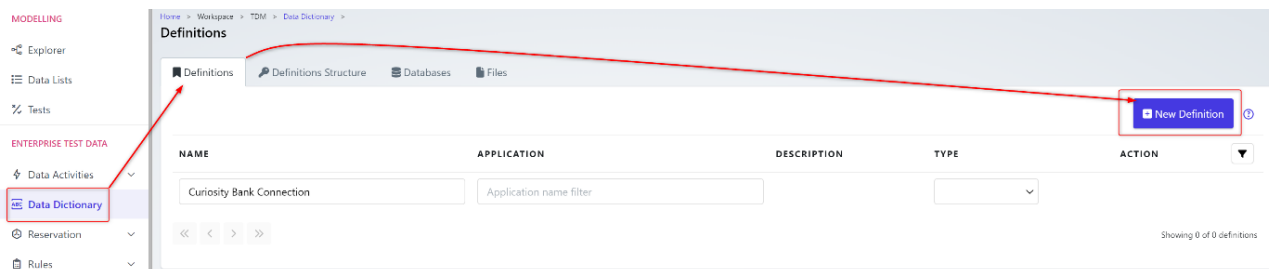 MODELLING
Explorer
Data Lists
Tests
ENTERPRISE TEST DATA
Data Activities
ABC Data Dictionary
Reservation
Rules
Home > Workspace > TDM > Data Dictionary >
Definitions
Definitions Definitions Structure Databases Files
New Definition
NAME APPLICATION DESCRIPTION TYPE ACTION
Curiosity Bank Connection Application name filter
Showing 0 of 0 definitions